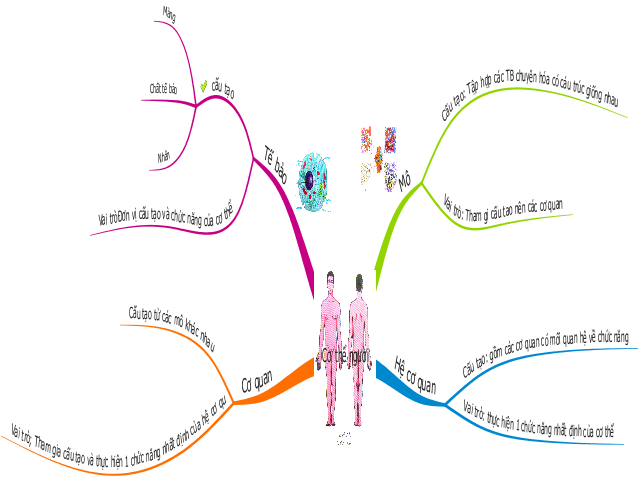 Cơ thể người
Tế bào
cấu tạo
Màng
Chất tế bào
Nhân
Vai trò:Đơn vị cấu tạo và chức năng của cơ thể
Mô
Cấu tạo: Tập hợp các TB chuyên hóa có cáu trúc giống nhau
Vai trò: Tham gi cấu tao nên các cơ quan
Cơ quan
Cấu tạo từ các mô khác nhau
Vai trò; Tham gia cấu tạo và thực hiện 1 chức năng nhất định của hệ cơ qu
Hệ cơ quan
Cấu tạo: gồm các cơ quan có mối quan hệ về chức năng
Vai trò: thực hiện 1 chức năng nhất định của cơ thể